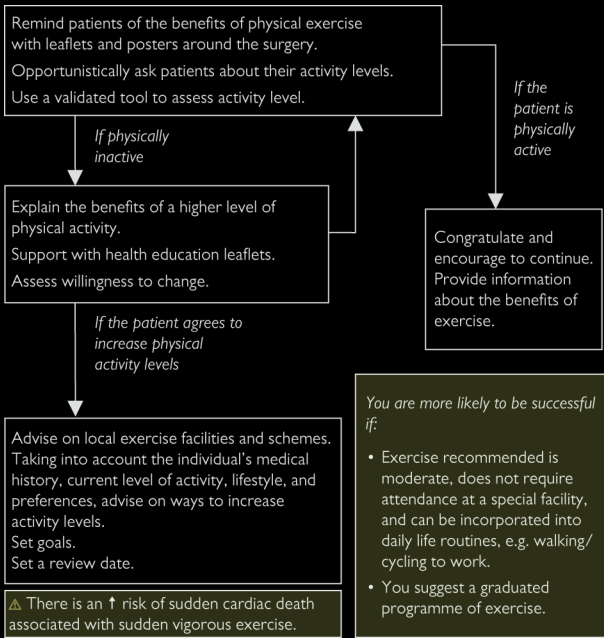 Remind patients of the benefits of physical exercise
with leaflets and posters around the surgery.
Opportunistically ask patients about their activity levels.
Use a validated tool to assess activity level.
If physically
inactive
If the
patient is
physically
active
Explain the benefits of a higher level of
physical activity.
Support with health education leaflets.
Assess willingness to change.
Congratulate and
encourage to continue.
Provide information
about the benefits of
exercise.
If the patient agrees to
increase physical
activity levels
Advise on local exercise facilities and schemes.
Taking into account the individual’s medical
history, current level of activity, lifestyle, and
preferences, advise on ways to increase
activity levels.
Set goals.
Set a review date.
⚠ There is an ↑ risk of sudden cardiac death
associated with sudden vigorous exercise.
You are more likely to be successful
if:
• Exercise recommended is
moderate, does not require
attendance at a special facility,
and can be incorporated into
daily life routines, e.g. walking/
cycling to work.
• You suggest a graduated
programme of exercise.